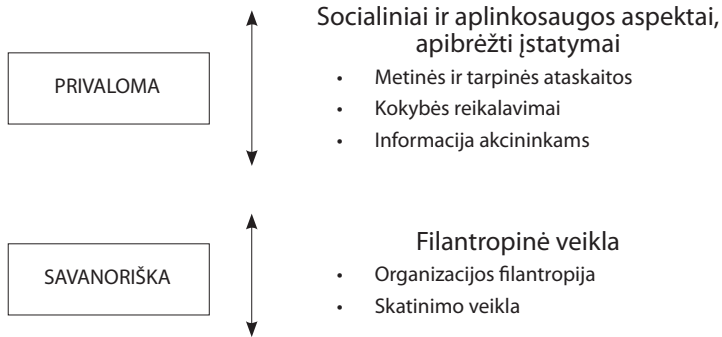 Socialiniai ir aplinkosaugos aspektai,
apibrėžti įstatymai
PRIVALOMA
• Metinės ir tarpinės ataskaitos
• Kokybės reikalavimai
• Informacija akcininkams
Filantropinė veikla
SAVANORIŠKA
• Organizacijos filantropija
• Skatinimo veikla